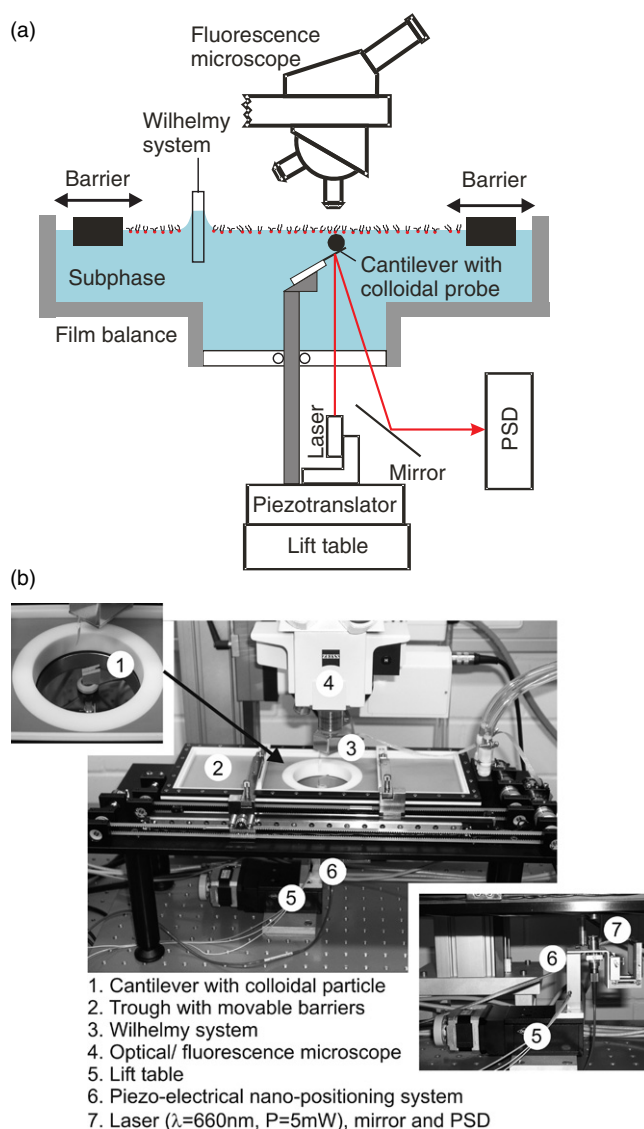 (a)
Fluorescence
microscope
Wilhelmy
system
Barrier
Barrier
Subphase
Cantilever with
colloidal probe
Film balance
Laser
PSD
Mirror
Piezotranslator
Lift table
(b)
1
ZEISS
4
3
2
6
5
7
6
5
1. Cantilever with colloidal particle
2. Trough with movable barriers
3. Wilhelmy system
4. Optical/ fluorescence microscope
5. Lift table
6. Piezo-electrical nano-positioning system
7. Laser (λ=660nm, P=5mW), mirror and PSD